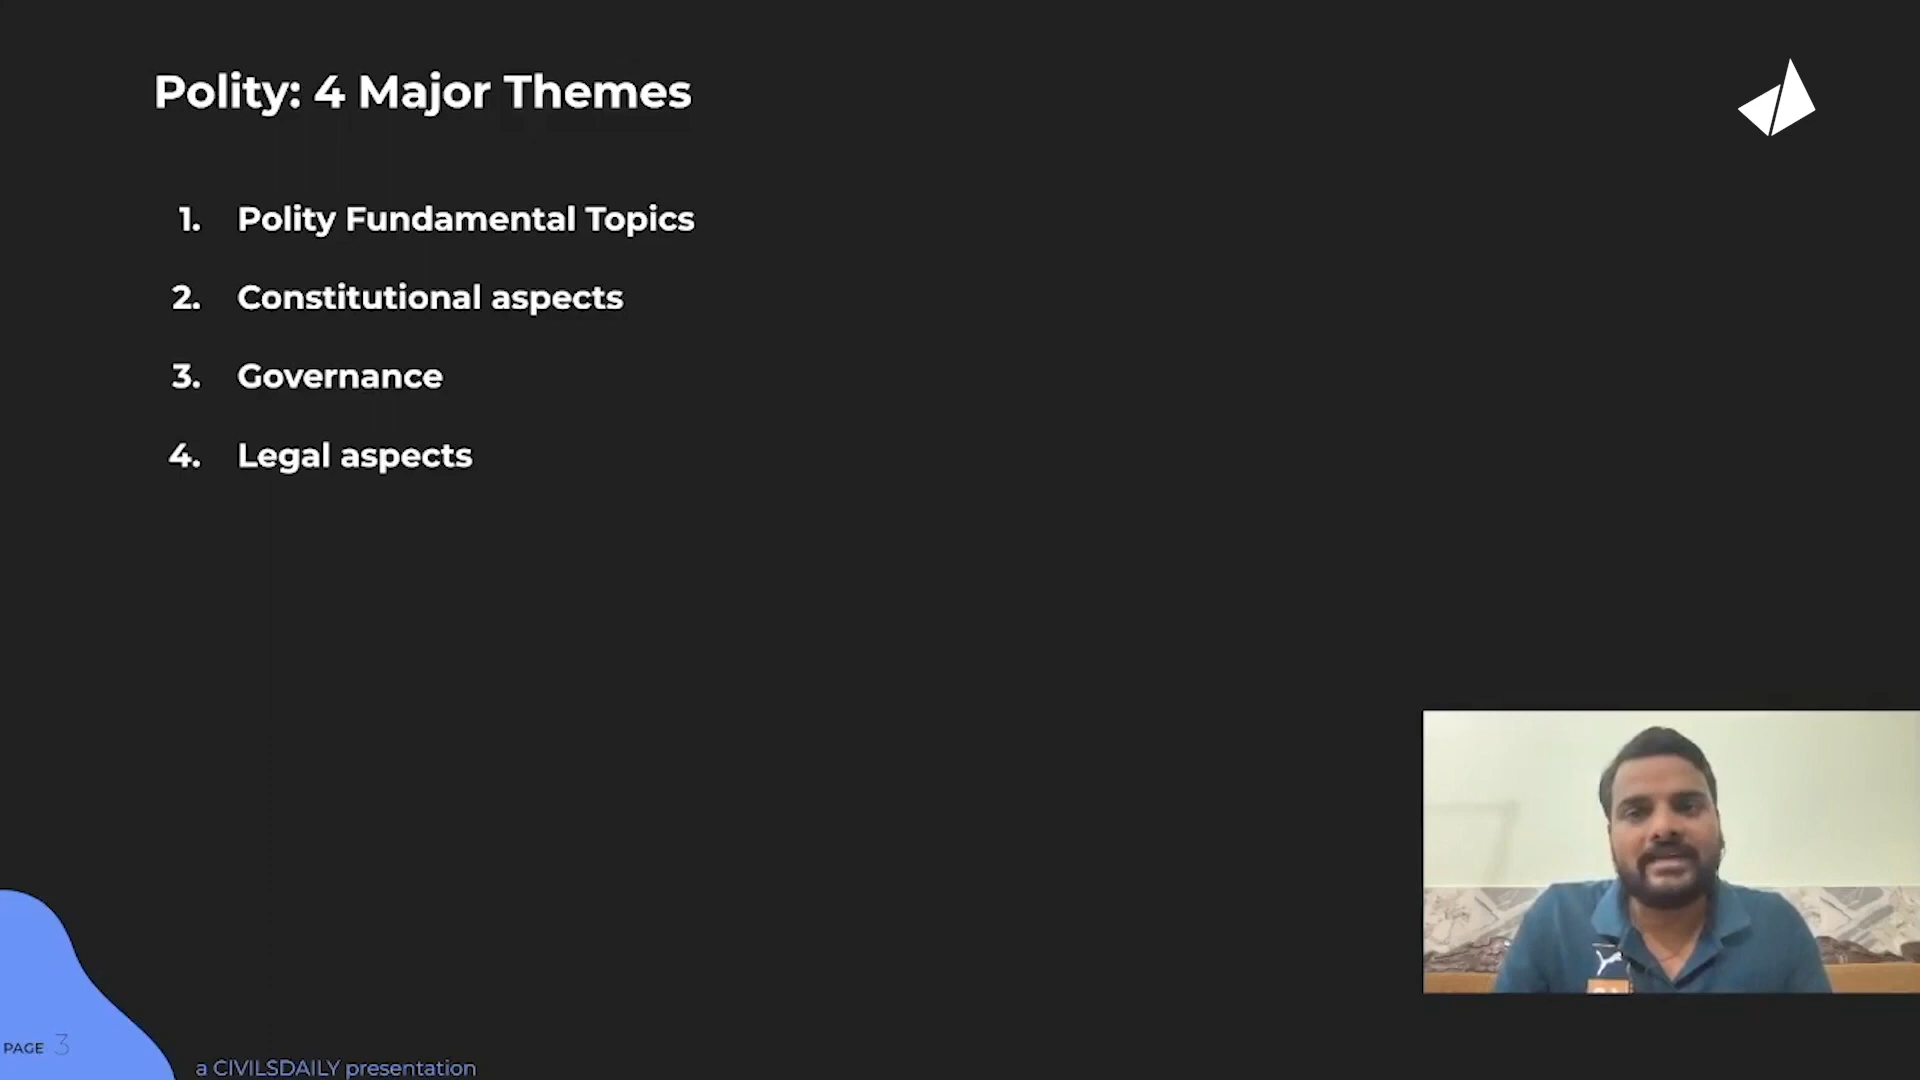 Polity: 4 Major Themes
1. Polity Fundamental Topics
2. Constitutional aspects
3. Governance
4. Legal aspects
PAGE 3
a CIVILSDAILY presentation